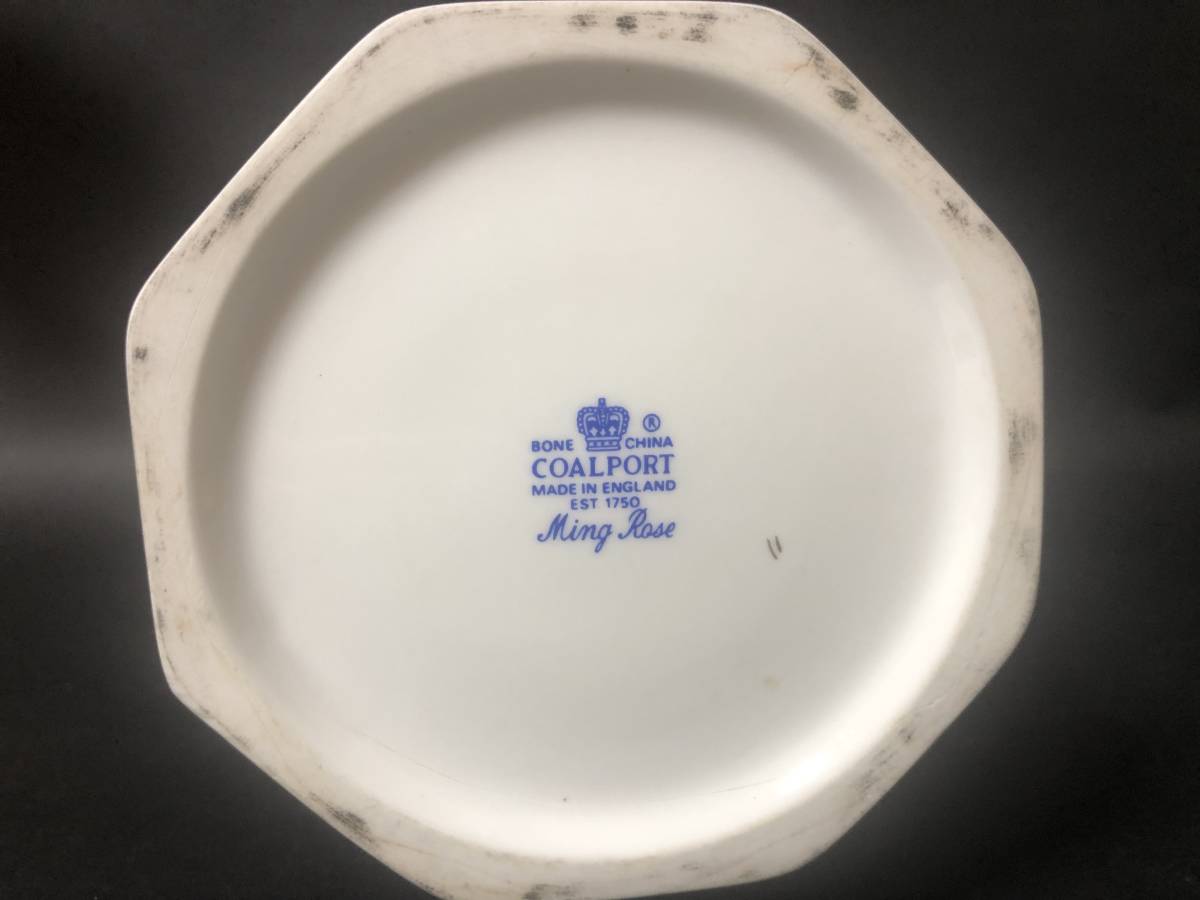 ®
BONE CHINA
COALPORT
MADE IN ENGLAND
EST 1750
Ming Rose